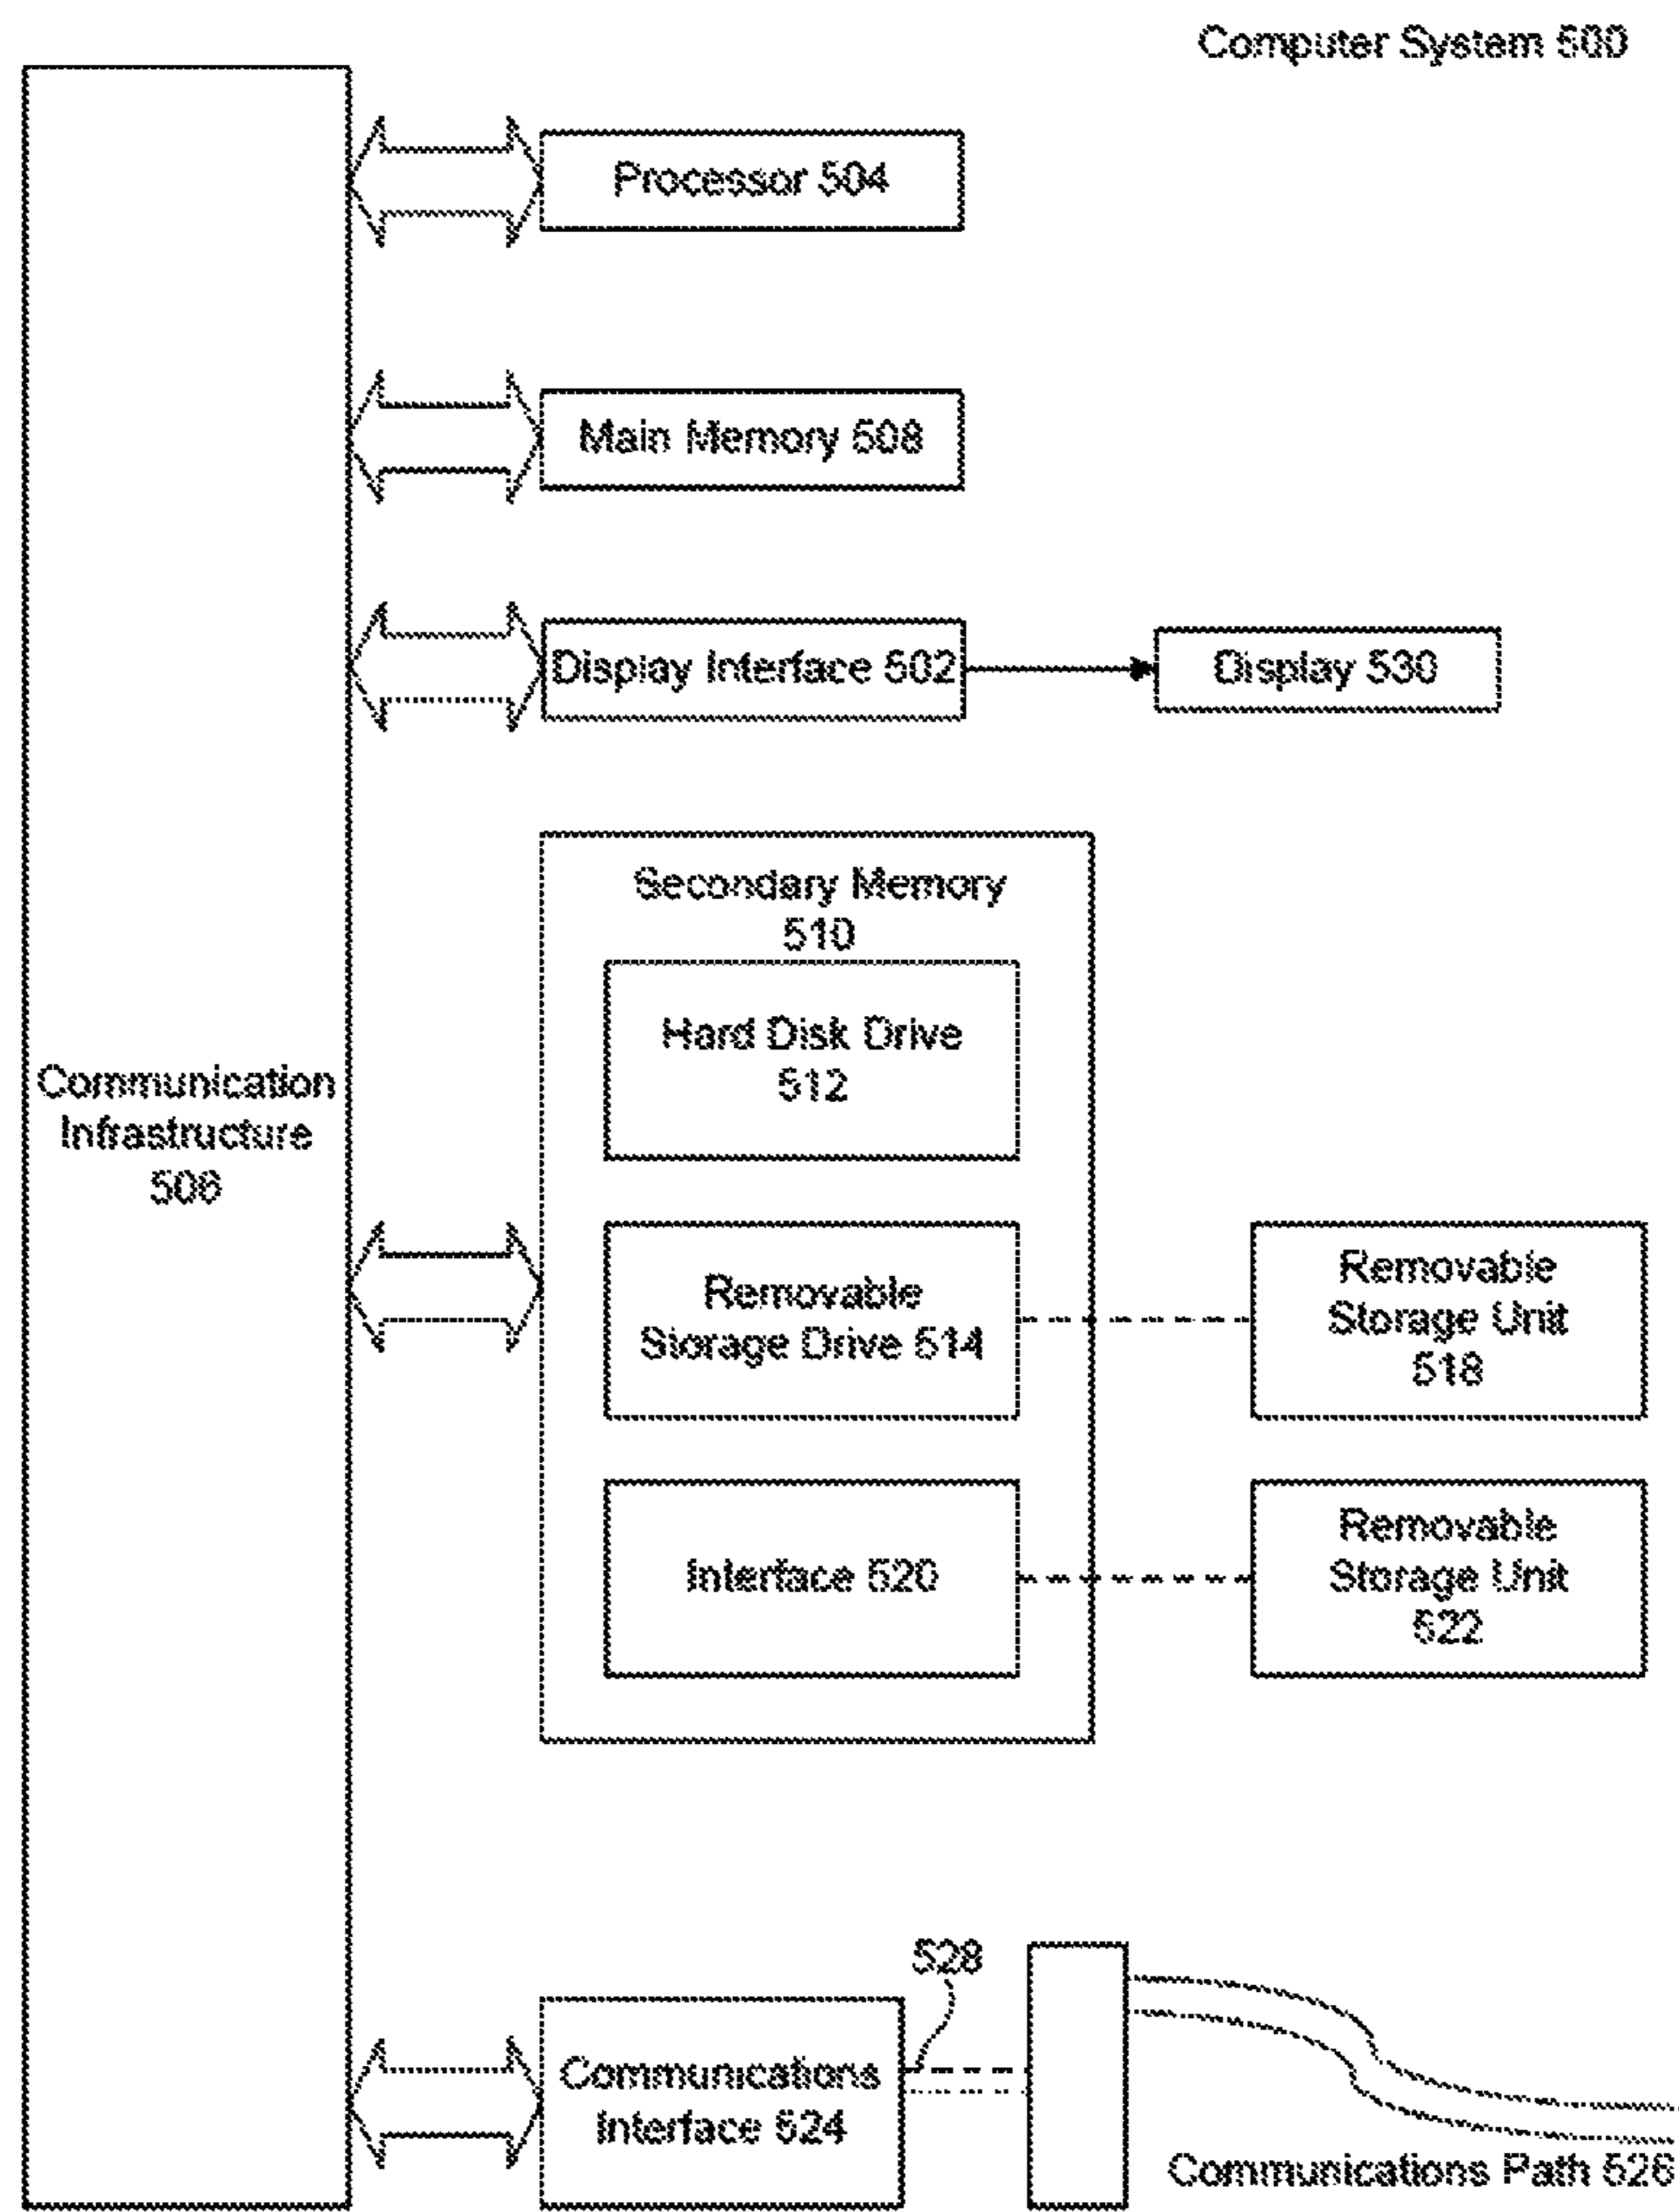 Computer System 500
Processor 504
Main Memory 508
Display Interface 502
Display 530
Secondary Memory
510
Hard Disk Drive
512
Communication
Infrastructure
506
Removable
Storage Drive 514
Removable
Storage Unit
518
Interface 520
Removable
Storage Unit
522
528
Communications
Interface 524
Communications Path 526